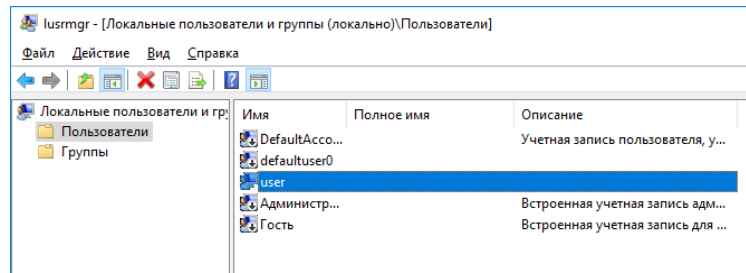 lusrmgr - [Локальные пользователи и группы (локально)\Пользователи]
Файл Действие Вид Справка
Локальные пользователи и гру
Пользователи
Группы
Имя Полное имя Описание
DefaultAcco... Учетная запись пользователя, у...
defaultuser0
user
Администр... Встроенная учетная запись адм...
Гость Встроенная учетная запись для ...